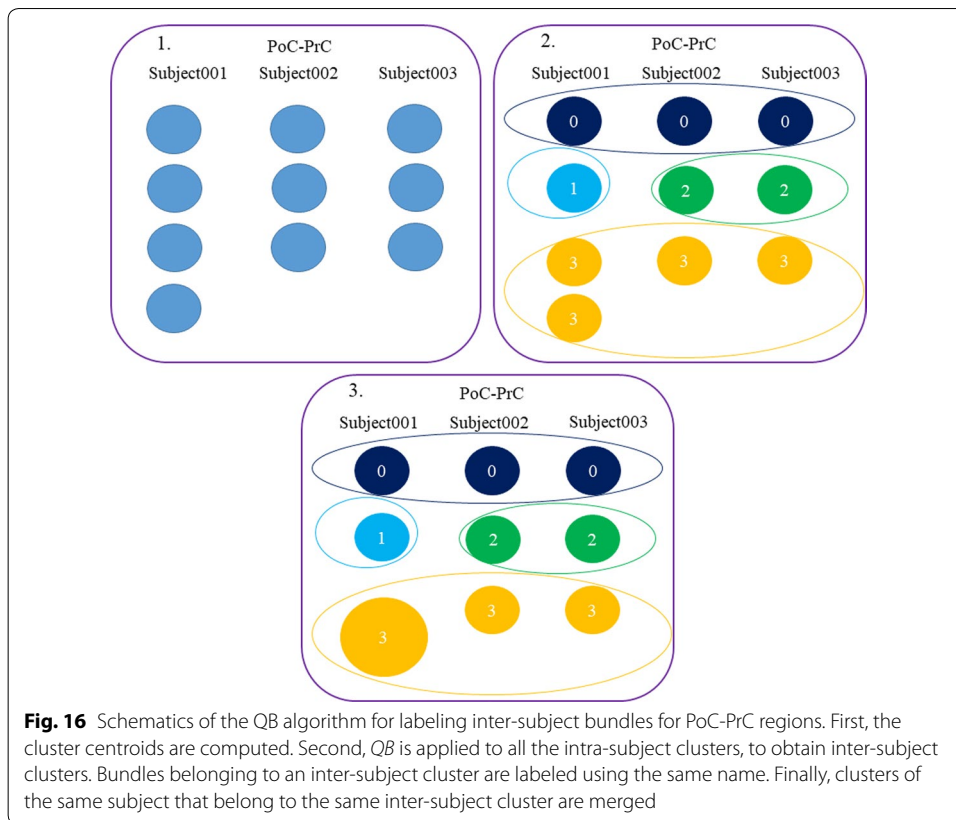 1.
PoC-PrC
Subject001 Subject002 Subject003
2.
PoC-PrC
Subject001 Subject002 Subject003
0 0 0
1 2 2
3 3 3
3
3.
PoC-PrC
Subject001 Subject002 Subject003
0 0 0
1 2 2
3 3 3
Fig. 16 Schematics of the QB algorithm for labeling inter-subject bundles for PoC-PrC regions. First, the
cluster centroids are computed. Second, QB is applied to all the intra-subject clusters, to obtain inter-subject
clusters. Bundles belonging to an inter-subject cluster are labeled using the same name. Finally, clusters of
the same subject that belong to the same inter-subject cluster are merged